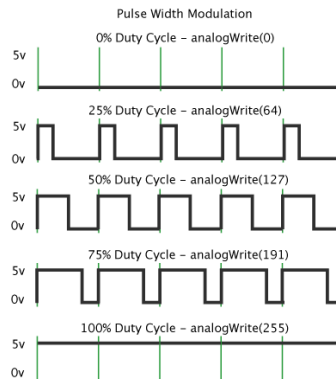 Pulse Width Modulation
0% Duty Cycle – analogWrite(0)
5v
0v
25% Duty Cycle – analogWrite(64)
5v
0v
50% Duty Cycle – analogWrite(127)
5v
0v
75% Duty Cycle – analogWrite(191)
5v
0v
100% Duty Cycle – analogWrite(255)
5v
0v